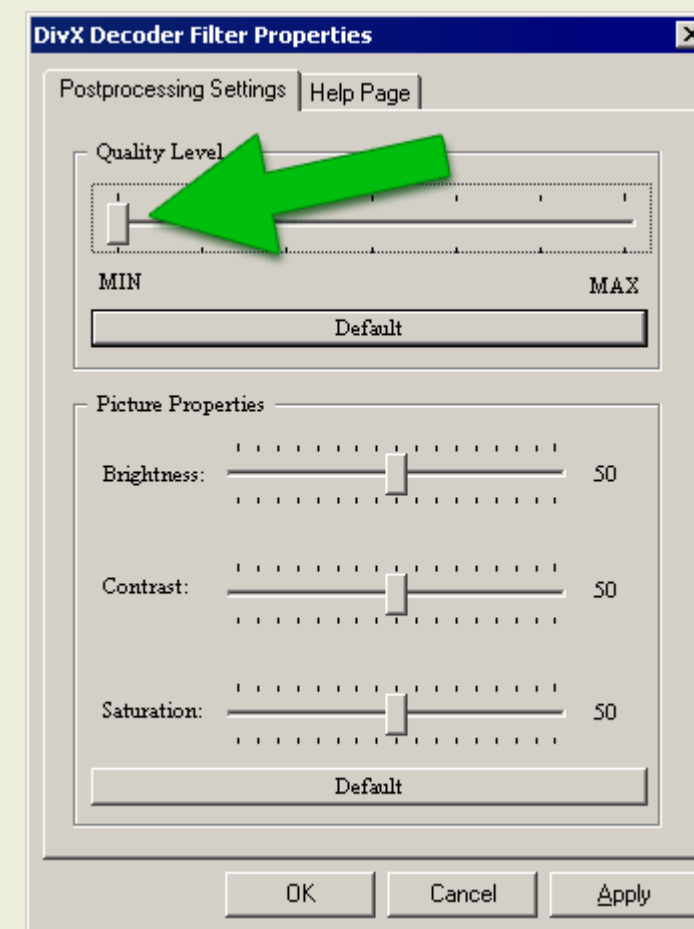 DivX Decoder Filter Properties
Postprocessing Settings Help Page
Quality Level
MIN MAX
Default
Picture Properties
Brightness: 50
Contrast: 50
Saturation: 50
Default
OK Cancel Apply